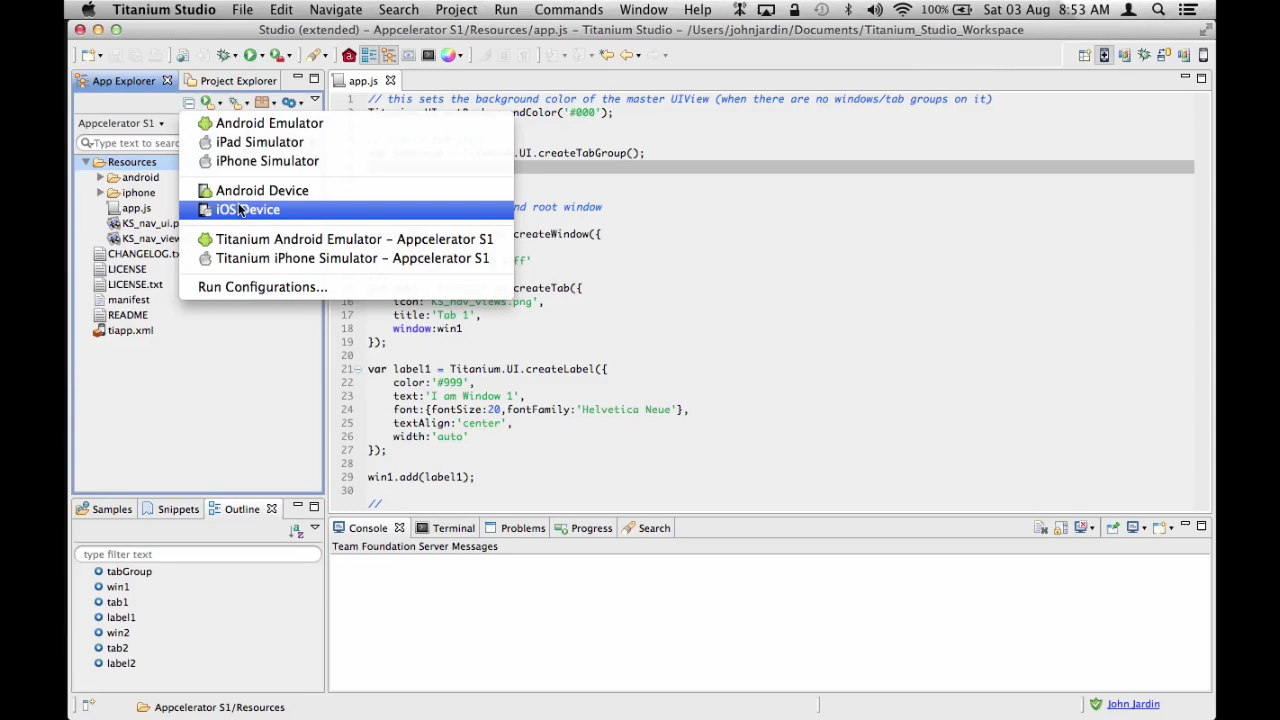 Titanium Studio File Edit Navigate Search Project Run Commands Window Help 100% Sat 03 Aug 8:53 AM
Studio (extended) – Appcelerator S1/Resources/app.js – Titanium Studio – /Users/johnjardin/Documents/Titanium_Studio_Workspace
App Explorer Project Explorer
Appcelerator S1
Type text to sear
Resources
android
iphone
app.js
KS_nav_ui.p
KS_nav_view
CHANGELOG.tx
LICENSE
LICENSE.txt
manifest
README
tiapp.xml
Android Emulator
iPad Simulator
iPhone Simulator
Android Device
iOS Device
Titanium Android Emulator – Appcelerator S1
Titanium iPhone Simulator – Appcelerator S1
Run Configurations...
app.js
1 // this sets the background color of the master UIView (when there are no windows/tab groups on it)
Color('#000');
.UI.createTabGroup();
nd root window
createWindow({
ff'
createTab({
16 icon:'KS_nav_views.png',
17 title:'Tab 1',
18 window:win1
19 });
20
21 var label1 = Titanium.UI.createLabel({
22 color:'#999',
23 text:'I am Window 1',
24 font:{fontSize:20,fontFamily:'Helvetica Neue'},
25 textAlign:'center',
26 width:'auto'
27 });
28
29 win1.add(label1);
30
//
Samples Snippets Outline
type filter text
tabGroup
win1
tab1
label1
win2
tab2
label2
Console Terminal Problems Progress Search
Team Foundation Server Messages
Appcelerator S1/Resources
John Jardin